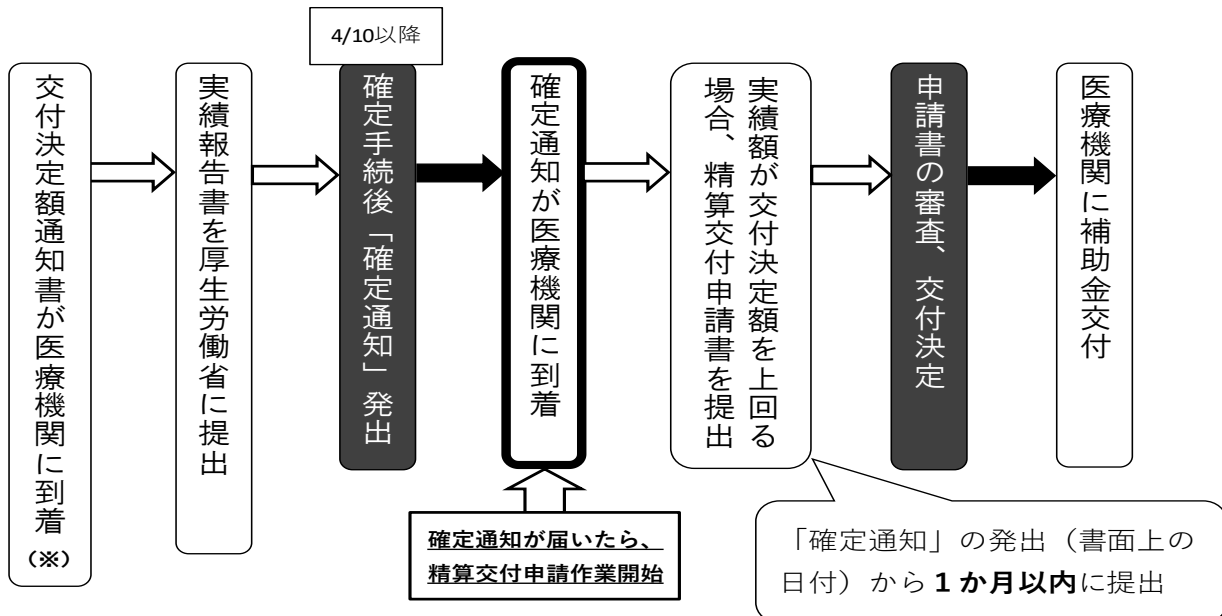 4/10以降
交付決定額通知書が医療機関に到着
(※)
実績報告書を厚生労働省に提出
確定手続後「確定通知」発出
確定通知が医療機関に到着
実績額が交付決定額を上回る
場合、精算交付申請書を提出
申請書の審査、交付決定
医療機関に補助金交付
確定通知が届いたら、
精算交付申請作業開始
「確定通知」の発出（書面上の
日付）から１か月以内に提出